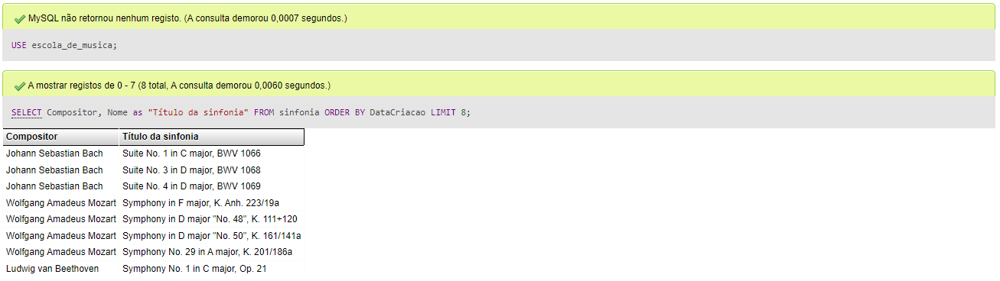 MySQL não retornou nenhum registo. (A consulta demorou 0,0007 segundos.)
USE escola_de_musica;
A mostrar registos de 0 - 7 (8 total, A consulta demorou 0,0060 segundos.)
SELECT Compositor, Nome as "Título da sinfonia" FROM sinfonia ORDER BY DataCriacao LIMIT 8;
Compositor Título da sinfonia
Johann Sebastian Bach Suite No. 1 in C major, BWV 1066
Johann Sebastian Bach Suite No. 3 in D major, BWV 1068
Johann Sebastian Bach Suite No. 4 in D major, BWV 1069
Wolfgang Amadeus Mozart Symphony in F major, K. Anh. 223/19a
Wolfgang Amadeus Mozart Symphony in D major "No. 48", K. 111+120
Wolfgang Amadeus Mozart Symphony in D major "No. 50", K. 161/141a
Wolfgang Amadeus Mozart Symphony No. 29 in A major, K. 201/186a
Ludwig van Beethoven Symphony No. 1 in C major, Op. 21